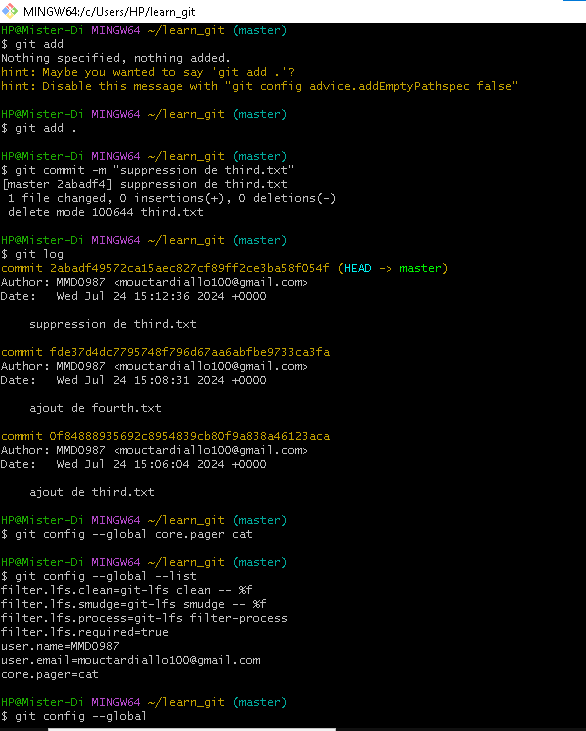 MINGW64:/c/Users/HP/learn_git
HP@Mister-Di MINGW64 ~/learn_git (master)
$ git add
Nothing specified, nothing added.
hint: Maybe you wanted to say 'git add .'?
hint: Disable this message with "git config advice.addEmptyPathspec false"
HP@Mister-Di MINGW64 ~/learn_git (master)
$ git add .
HP@Mister-Di MINGW64 ~/learn_git (master)
$ git commit -m "suppression de third.txt"
[master 2abadf4] suppression de third.txt
 1 file changed, 0 insertions(+), 0 deletions(-)
 delete mode 100644 third.txt
HP@Mister-Di MINGW64 ~/learn_git (master)
$ git log
commit 2abadf49572ca15aec827cf89ff2ce3ba58f054f (HEAD -> master)
Author: MMD0987 <mouctardiallo100@gmail.com>
Date:   Wed Jul 24 15:12:36 2024 +0000
    suppression de third.txt
commit fde37d4dc7795748f796d67aa6abfbe9733ca3fa
Author: MMD0987 <mouctardiallo100@gmail.com>
Date:   Wed Jul 24 15:08:31 2024 +0000
    ajout de fourth.txt
commit 0f84888935692c8954839cb80f9a838a46123aca
Author: MMD0987 <mouctardiallo100@gmail.com>
Date:   Wed Jul 24 15:06:04 2024 +0000
    ajout de third.txt
HP@Mister-Di MINGW64 ~/learn_git (master)
$ git config --global core.pager cat
HP@Mister-Di MINGW64 ~/learn_git (master)
$ git config --global --list
filter.lfs.clean=git-lfs clean -- %f
filter.lfs.smudge=git-lfs smudge -- %f
filter.lfs.process=git-lfs filter-process
filter.lfs.required=true
user.name=MMD0987
user.email=mouctardiallo100@gmail.com
core.pager=cat
HP@Mister-Di MINGW64 ~/learn_git (master)
$ git config --global